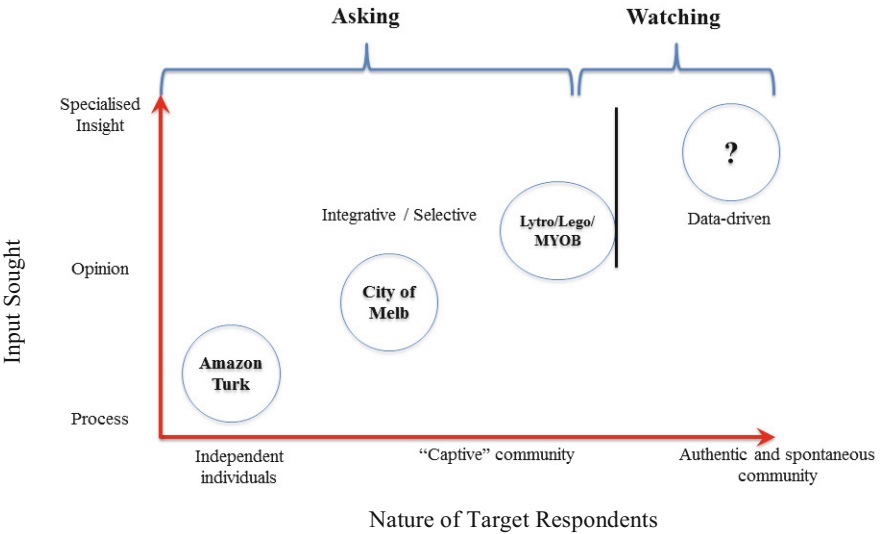 Asking
Watching
Specialised
Insight
?
Integrative / Selective
Lytro/Lego/
MYOB
Data-driven
Opinion
City of
Melb
Input Sought
Amazon
Turk
Process
Independent
individuals
“Captive” community
Authentic and spontaneous
community
Nature of Target Respondents